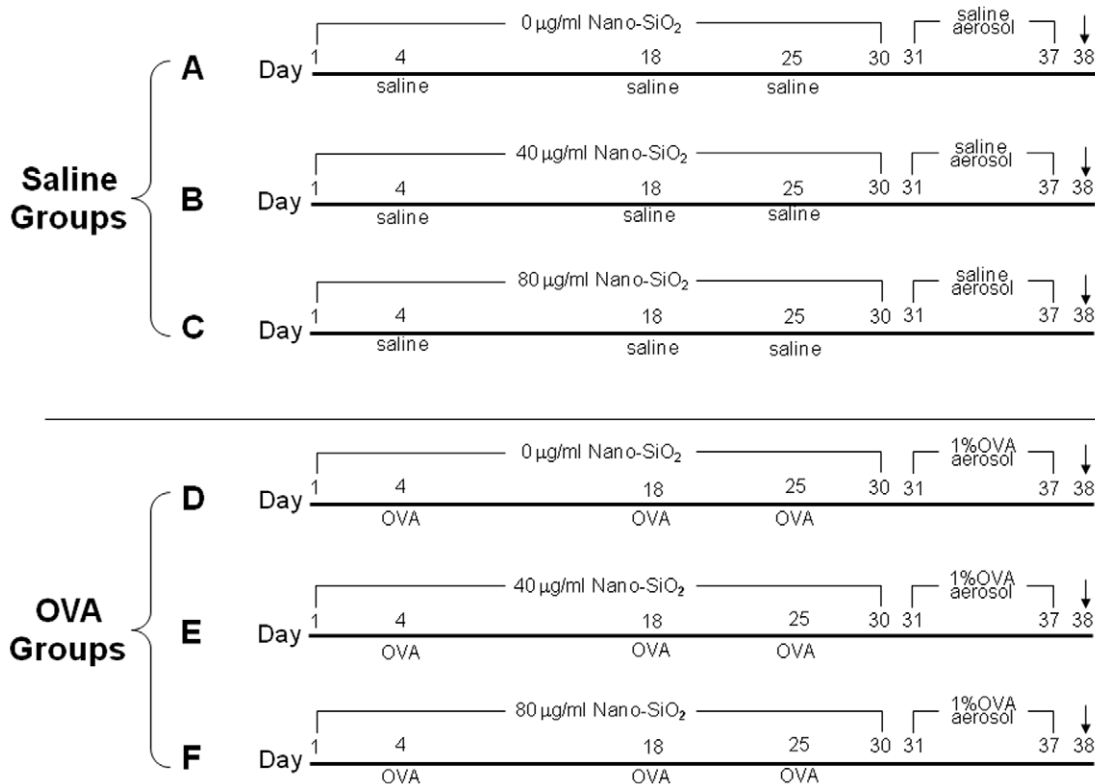 Saline
Groups
A
0 μg/ml Nano-SiO₂
saline
aerosol
Day 1 4 18 25 30 31 37 38
saline saline saline
B
40 μg/ml Nano-SiO₂
saline
aerosol
Day 1 4 18 25 30 31 37 38
saline saline saline
C
80 μg/ml Nano-SiO₂
saline
aerosol
Day 1 4 18 25 30 31 37 38
saline saline saline
OVA
Groups
D
0 μg/ml Nano-SiO₂
1%OVA
aerosol
Day 1 4 18 25 30 31 37 38
OVA OVA OVA
E
40 μg/ml Nano-SiO₂
1%OVA
aerosol
Day 1 4 18 25 30 31 37 38
OVA OVA OVA
F
80 μg/ml Nano-SiO₂
1%OVA
aerosol
Day 1 4 18 25 30 31 37 38
OVA OVA OVA